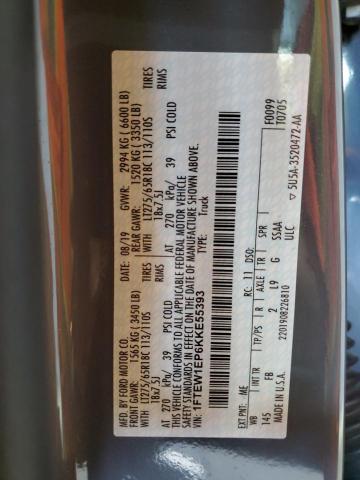 MFD. BY FORD MOTOR CO.
DATE: 08/19 GVWR: 2994 KG (6600 LB)
FRONT GAWR: 1565 KG (3450 LB) REAR GAWR: 1520 KG (3350 LB)
WITH LT275/65R18C 113/110S TIRES WITH LT275/65R18C 113/110S TIRES
18x7.5J RIMS 18x7.5J RIMS
AT 270 kPa/ 39 PSI COLD AT 270 kPa/ 39 PSI COLD
THIS VEHICLE CONFORMS TO ALL APPLICABLE FEDERAL MOTOR VEHICLE
SAFETY STANDARDS IN EFFECT ON THE DATE OF MANUFACTURE SHOWN ABOVE.
VIN: 1FTEW1EP6KKE55393
TYPE: Truck
F0099
T0705
EXT PNT: ME RC: 11 DSO:
WB INT TR TP/PS R AXLE TR SPR
145 FB 2 L9 G SSAA
2201908226810 ULC
MADE IN U.S.A.
▽ 5U5A-3520472-AA